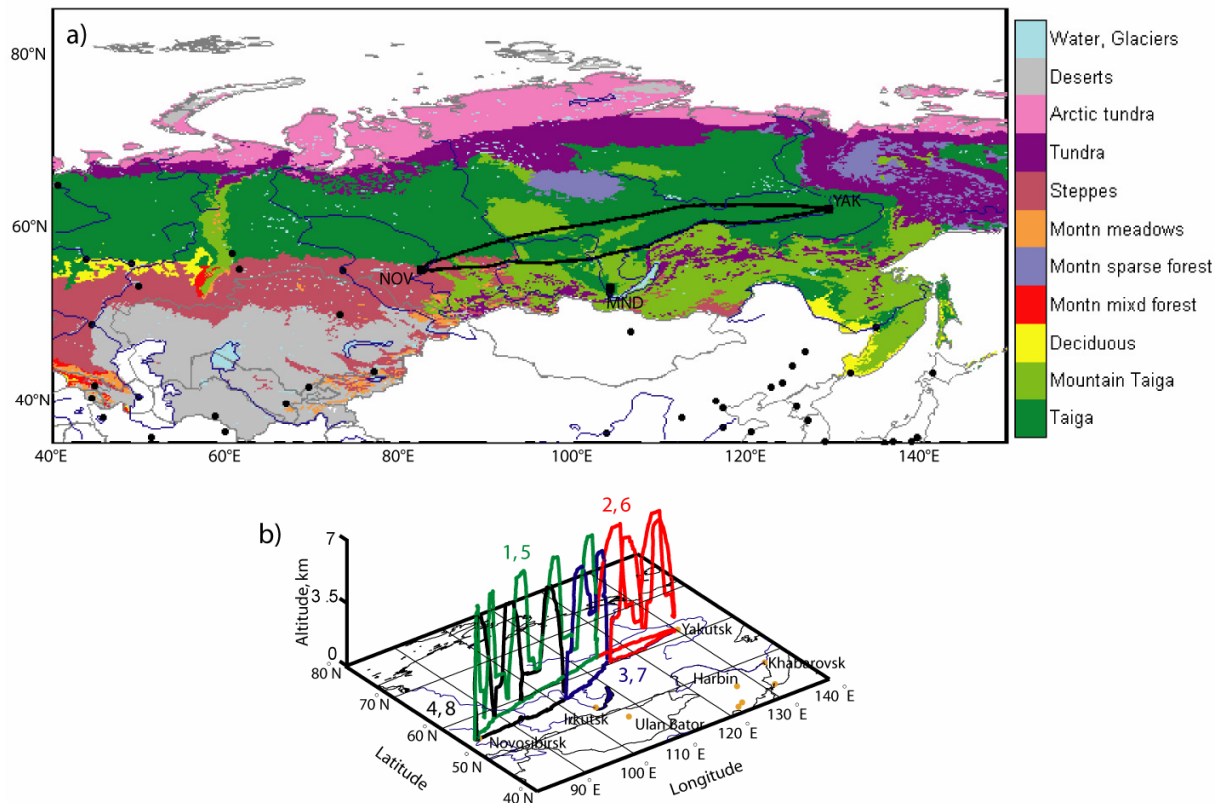 a)
80°N
60°N
40°N
40°E
60°E
80°E
100°E
120°E
140°E
NOV
YAK
MND
Water, Glaciers
Deserts
Arctic tundra
Tundra
Steppes
Montn meadows
Montn sparse forest
Montn mixd forest
Deciduous
Mountain Taiga
Taiga
b)
Altitude,km
7
3.5
0
80° N
70° N
60° N
50° N
40° N
Latitude
90° E
100° E
110° E
120° E
130° E
140° E
Longitude
1,5
2,6
3,7
4,8
Yakutsk
Khabarovsk
Harbin
Irkutsk
Ulan Bator
Novosibirsk